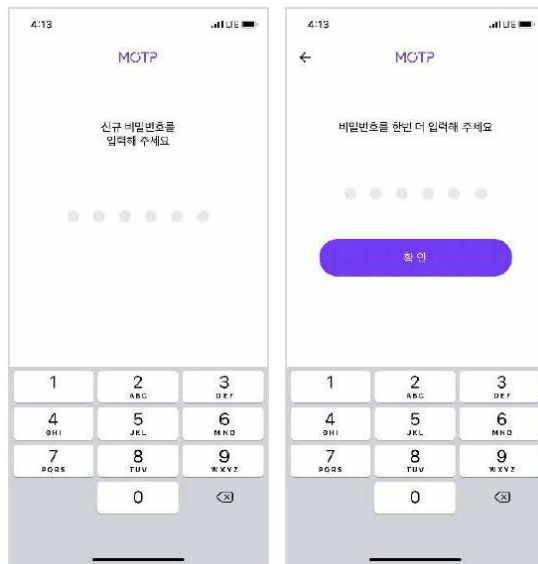 4:13
LTE
MOTP
신규 비밀번호를
입력해 주세요
1
2
ABC
3
DEF
4
GHI
5
JKL
6
MNO
7
PQRS
8
TUV
9
WXYZ
0
4:13
LTE
MOTP
비밀번호를 한번 더 입력해 주세요
확인
1
2
ABC
3
DEF
4
GHI
5
JKL
6
MNO
7
PQRS
8
TUV
9
WXYZ
0